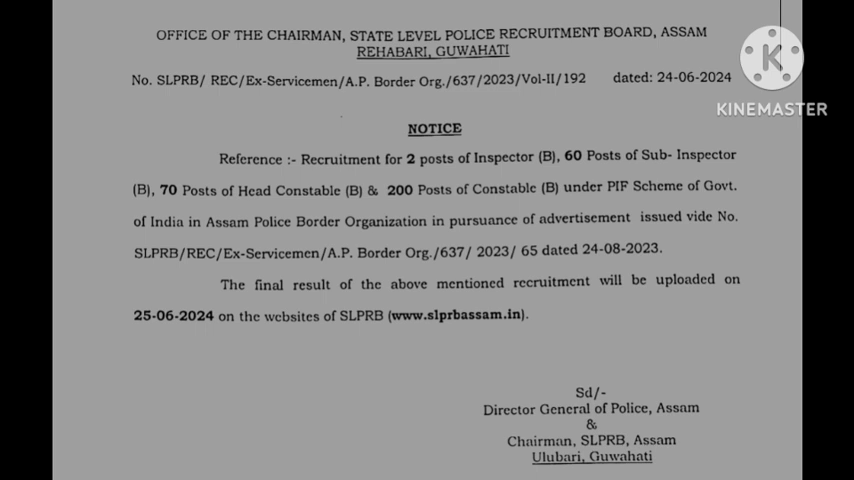 OFFICE OF THE CHAIRMAN, STATE LEVEL POLICE RECRUITMENT BOARD, ASSAM
REHABARI, GUWAHATI
No. SLPRB/ REC/Ex-Servicemen/A.P. Border Org./637/2023/Vol-II/192 dated: 24-06-2024
K
KINEMASTER
NOTICE
Reference :- Recruitment for 2 posts of Inspector (B), 60 Posts of Sub- Inspector
(B), 70 Posts of Head Constable (B) & 200 Posts of Constable (B) under PIF Scheme of Govt.
of India in Assam Police Border Organization in pursuance of advertisement issued vide No.
SLPRB/REC/Ex-Servicemen/A.P. Border Org./637/ 2023/ 65 dated 24-08-2023.
The final result of the above mentioned recruitment will be uploaded on
25-06-2024 on the websites of SLPRB (www.slprbassam.in).
Sd/-
Director General of Police, Assam
&
Chairman, SLPRB, Assam
Ulubari, Guwahati